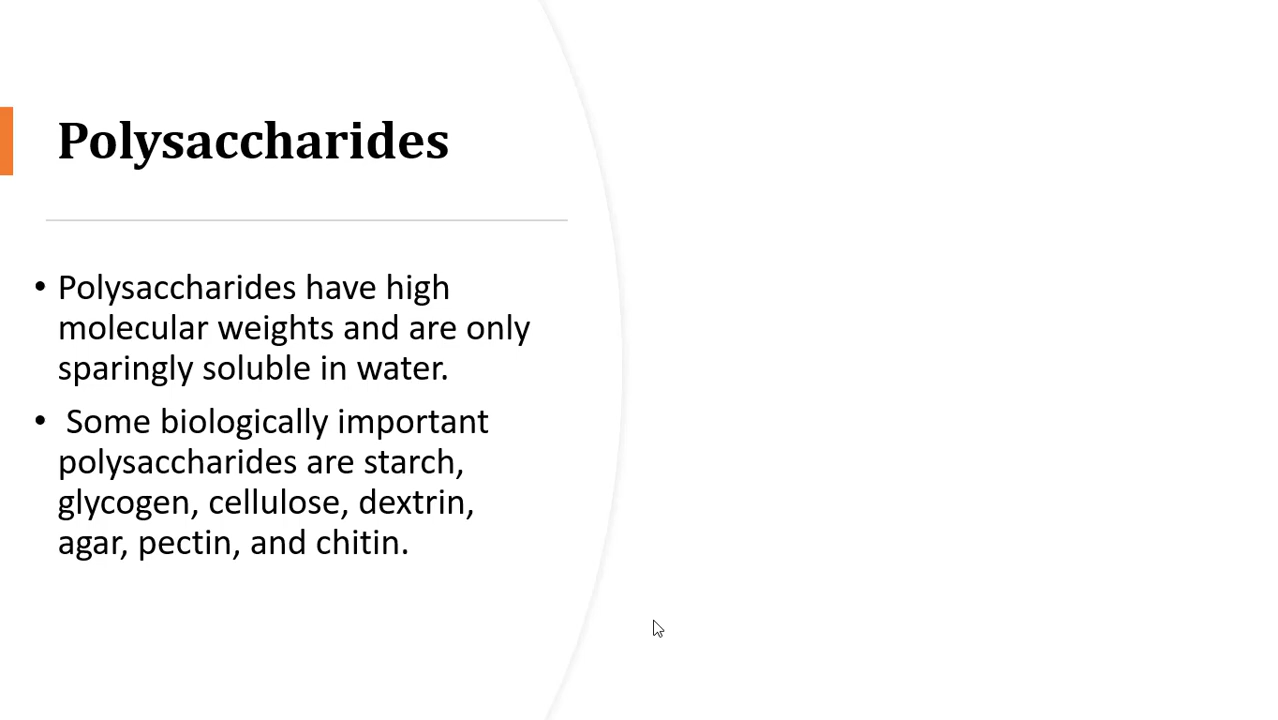 Polysaccharides
• Polysaccharides have high
molecular weights and are only
sparingly soluble in water.
• Some biologically important
polysaccharides are starch,
glycogen, cellulose, dextrin,
agar, pectin, and chitin.